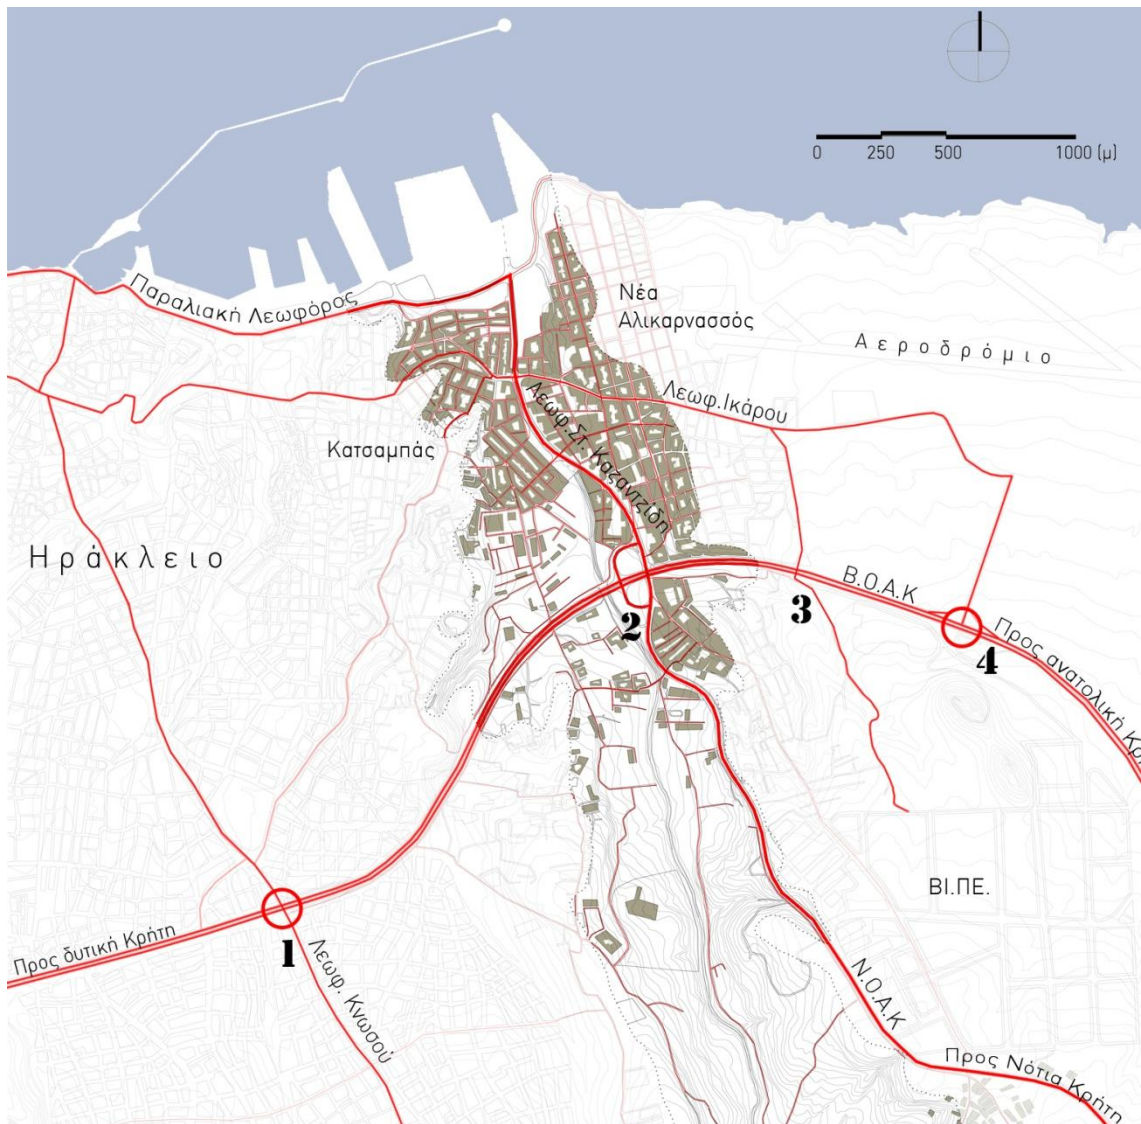 0 250 500 1000 (μ)
Παραλιακή Λεωφόρος
Νέα
Αλικαρνασσός
Αεροδρόμιο
Λεωφ.Ικάρου
Λεωφ.Στ. Καζαντζίδη
Κατσαμπάς
Ηράκλειο
Β.Ο.Α.Κ
3
2
4
Προς ανατολική Κρή
ΒΙ.ΠΕ.
Προς δυτική Κρήτη
1
Λεωφ. Κνωσού
Ν.Ο.Α.Κ
Προς Νότια Κρήτη